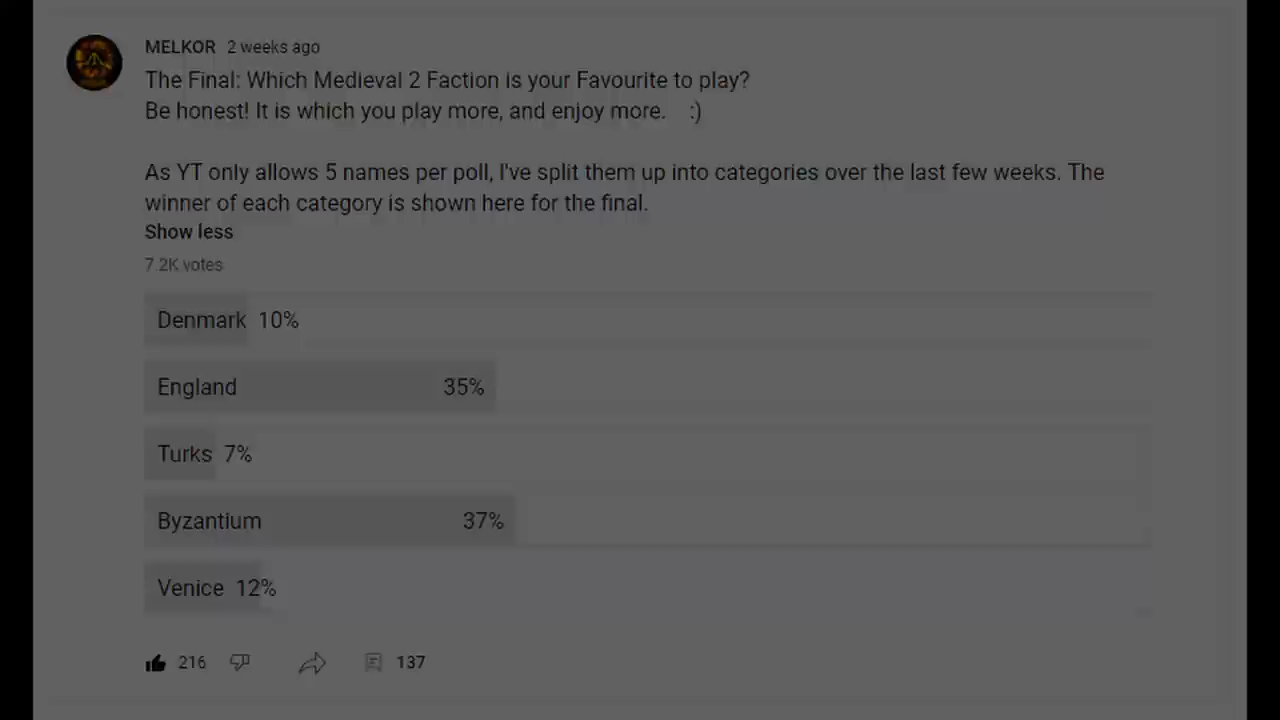 MELKOR 2 weeks ago
The Final: Which Medieval 2 Faction is your Favourite to play?
Be honest! It is which you play more, and enjoy more. :)
As YT only allows 5 names per poll, I've split them up into categories over the last few weeks. The
winner of each category is shown here for the final.
Show less
7.2K votes
Denmark 10%
England 35%
Turks 7%
Byzantium 37%
Venice 12%
216 137